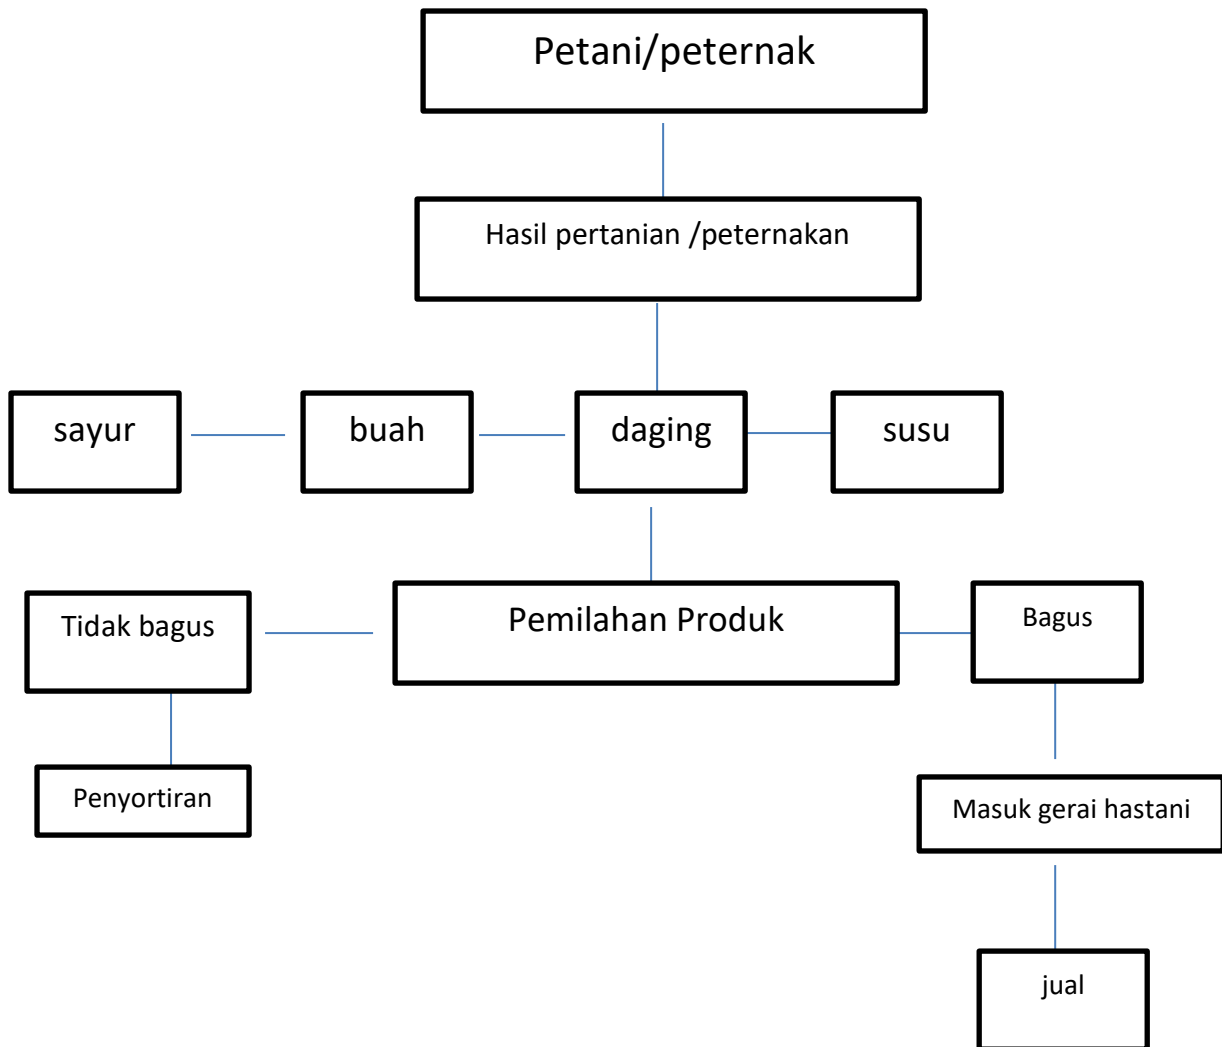 Petani/peternak
Hasil pertanian /peternakan
sayur
buah
daging
susu
Tidak bagus
Pemilahan Produk
Bagus
Penyortiran
Masuk gerai hastani
jual